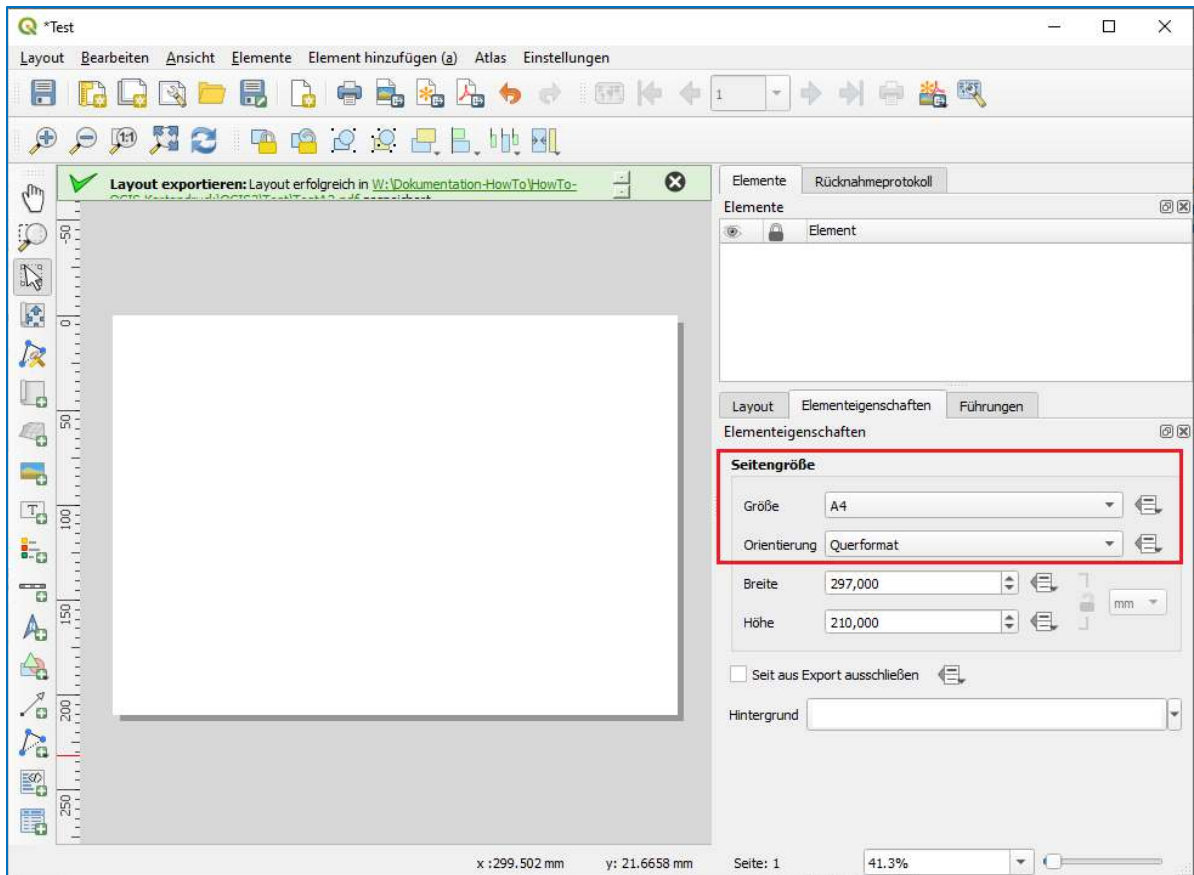 *Test
Layout Bearbeiten Ansicht Elemente Element hinzufügen (a) Atlas Einstellungen
1
1:1
Layout exportieren: Layout erfolgreich in W:\Dokumentation-HowTo\HowTo-
Elemente Rücknahmeprotokoll
Elemente
Element
-50
0
50
100
150
200
250
Layout Elementeigenschaften Führungen
Elementeigenschaften
Seitengröße
Größe A4
Orientierung Querformat
Breite 297,000
mm
Höhe 210,000
Seit aus Export ausschließen
Hintergrund
x :299.502 mm y: 21.6658 mm Seite: 1 41.3%